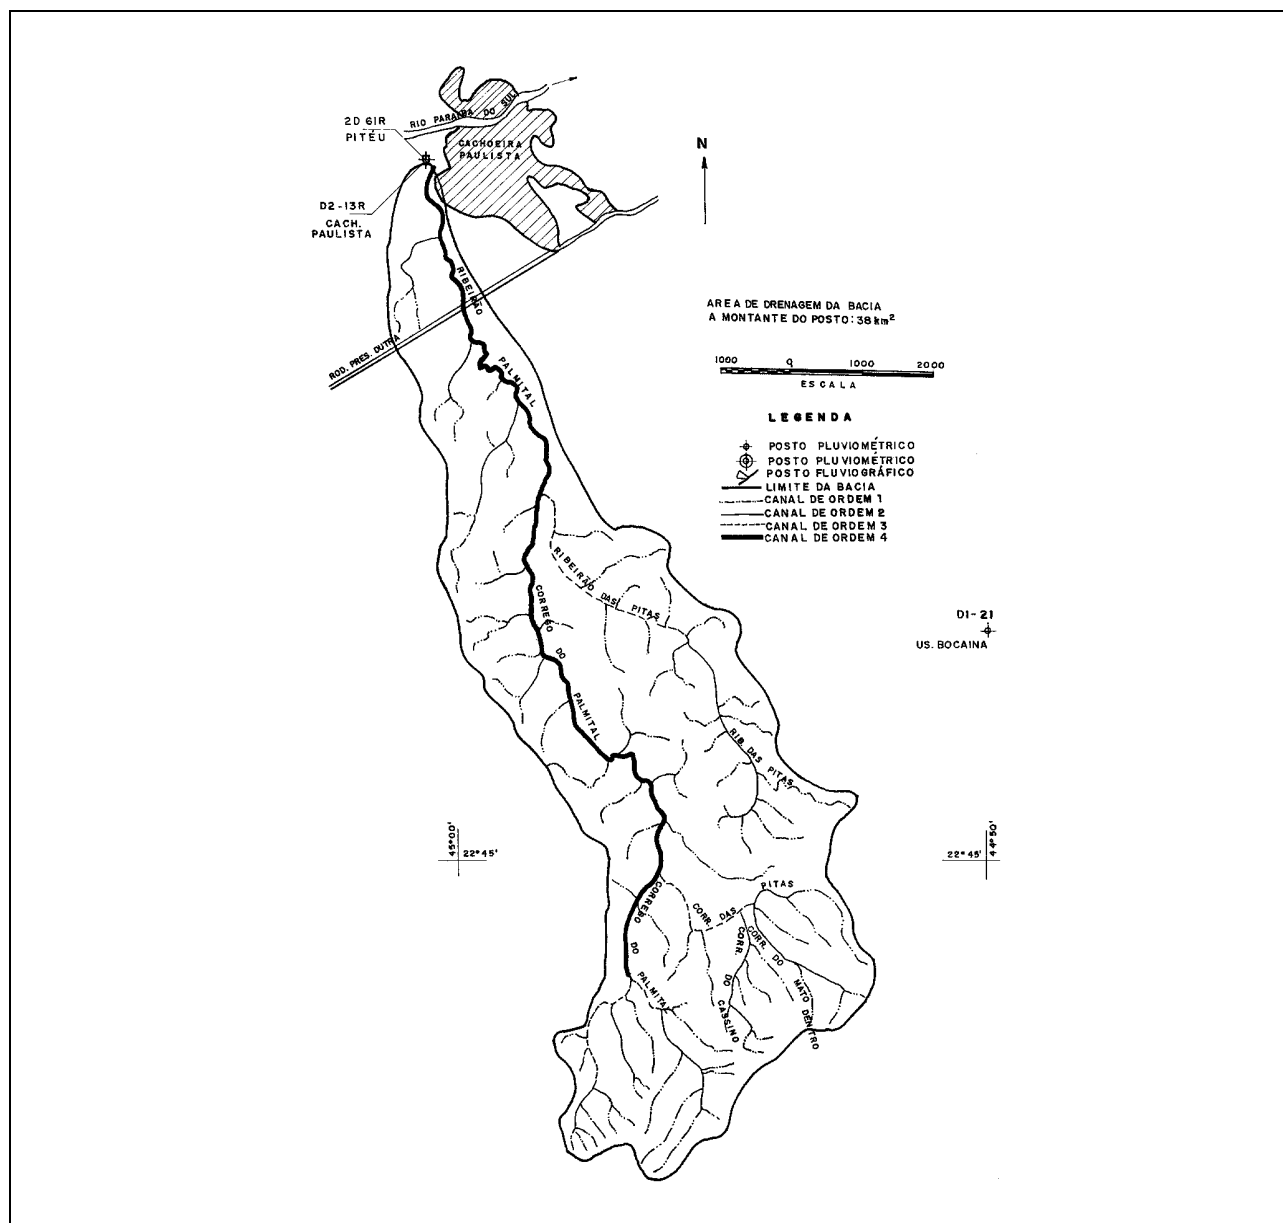 2D 61R
PITÉU
RIO PARAIBA DO SUL
CACHOEIRA
PAULISTA
N
D2-13R
CACH.
PAULISTA
RIBEIRÃO
PALMITAL
ROD. PRES. DUTRA
AREA DE DRENAGEM DA BACIA
A MONTANTE DO POSTO: 38 km²
1000 0 1000 2000
ESCALA
LEGENDA
POSTO PLUVIOMÉTRICO
POSTO PLUVIOMÉTRICO
POSTO FLUVIOGRÁFICO
LIMITE DA BACIA
CANAL DE ORDEM 1
CANAL DE ORDEM 2
CANAL DE ORDEM 3
CANAL DE ORDEM 4
RIBEIRÃO DAS PITAS
CORREGO DO
PALMITAL
D1-21
US. BOCAINA
RIB. DAS PITAS
45°00'
22°45'
22°45'
44°50'
CORR. DAS PITAS
DO
PALMITAL
CORR. DO CASSINO
CORR. DO MATO DENTRO